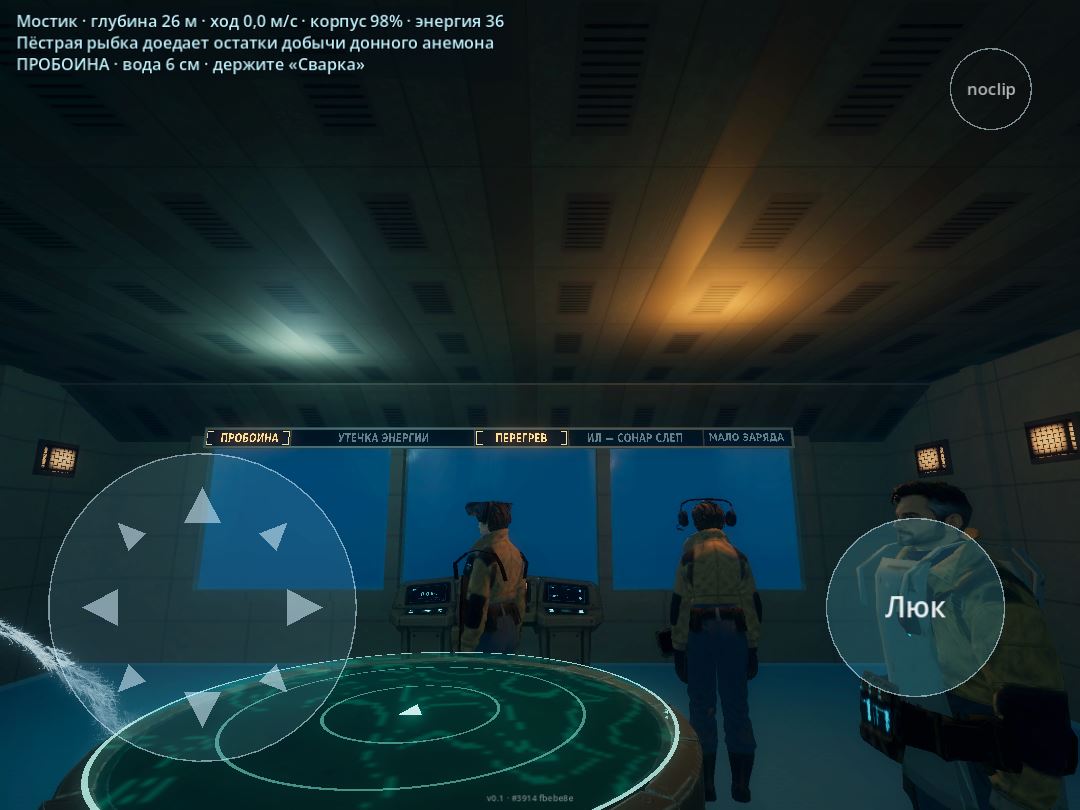 Мостик · глубина 26 м · ход 0,0 м/с · корпус 98% · энергия 36
Пёстрая рыбка доедает остатки добычи донного анемона
ПРОБОИНА · вода 6 см · держите «Сварка»
noclip
ПРОБОИНА
УТЕЧКА ЭНЕРГИИ
ПЕРЕГРЕВ
ИЛ — СОНАР СЛЕП
МАЛО ЗАРЯДА
Люк
v0.1 · #3914 fbebe8e